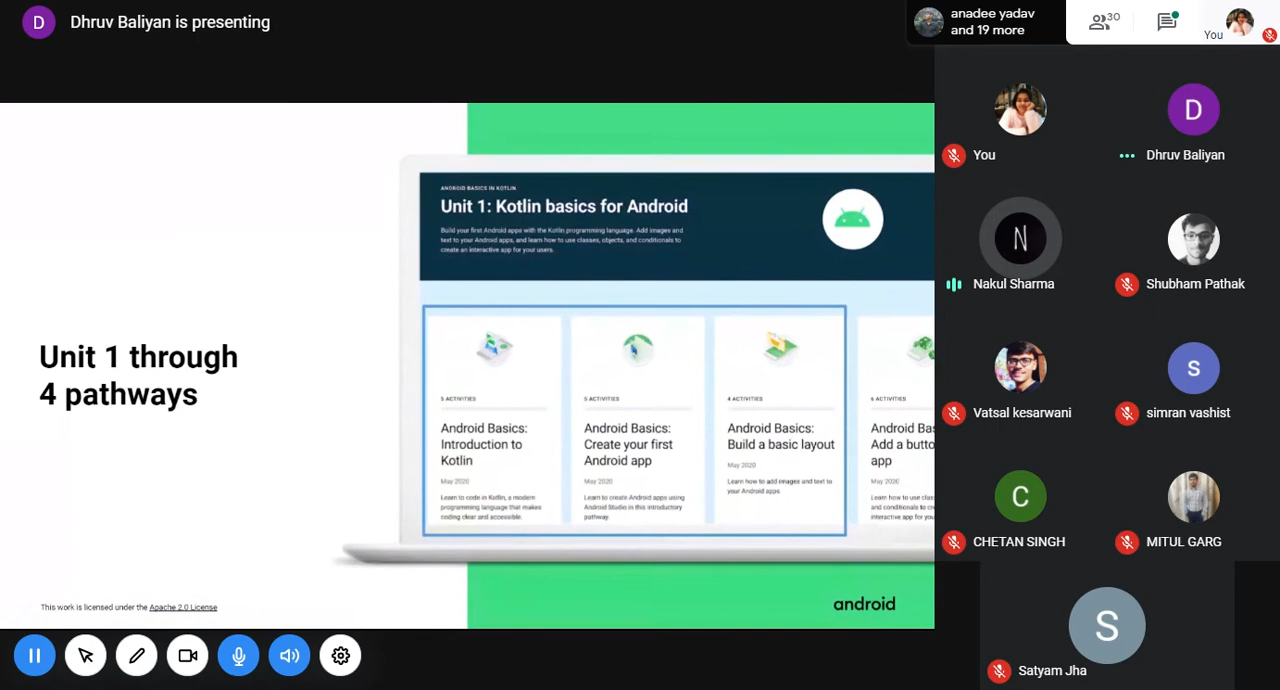 D
Dhruv Baliyan is presenting
anadee yadav
and 19 more
30
You
Unit 1 through
4 pathways
ANDROID BASICS IN KOTLIN
Unit 1: Kotlin basics for Android
Build your first Android apps with the Kotlin programming language. Add images and
text to your Android apps, and learn how to use classes, objects, and conditionals to
create an interactive app for your users.
5 ACTIVITIES
Android Basics:
Introduction to
Kotlin
May 2020
Learn to code in Kotlin, a modern
programming language that makes
coding clear and accessible.
5 ACTIVITIES
Android Basics:
Create your first
Android app
May 2020
Learn to create Android apps using
Android Studio in this introductory
pathway.
4 ACTIVITIES
Android Basics:
Build a basic layout
May 2020
Learn how to add images and text to
your Android apps.
6 ACTIVITIES
Android Bas
Add a butto
app
May 2020
Learn how to use clas
and conditionals to cr
interactive app for yo
This work is licensed under the Apache 2.0 License
android
You
D
Dhruv Baliyan
N
Nakul Sharma
Shubham Pathak
Vatsal kesarwani
s
simran vashist
C
CHETAN SINGH
MITUL GARG
S
Satyam Jha